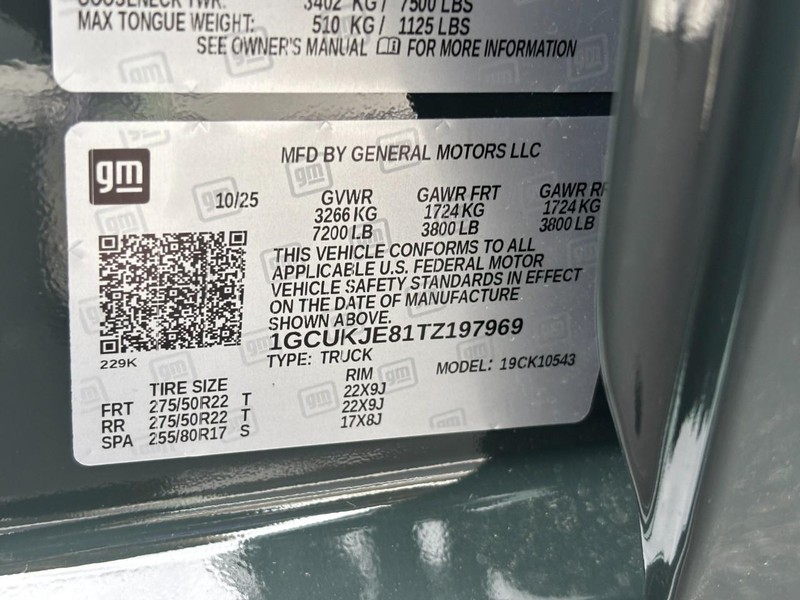 3402 KG / 7500 LBS
MAX TONGUE WEIGHT: 510 KG / 1125 LBS
SEE OWNER'S MANUAL FOR MORE INFORMATION
gm
MFD BY GENERAL MOTORS LLC
10/25
GVWR GAWR FRT GAWR RR
3266 KG 1724 KG 1724 KG
7200 LB 3800 LB 3800 LB
THIS VEHICLE CONFORMS TO ALL
APPLICABLE U.S. FEDERAL MOTOR
VEHICLE SAFETY STANDARDS IN EFFECT
ON THE DATE OF MANUFACTURE
SHOWN ABOVE.
1GCUKJE81TZ197969
229K
TYPE: TRUCK
MODEL: 19CK10543
TIRE SIZE RIM
FRT 275/50R22 T 22X9J
RR 275/50R22 T 22X9J
SPA 255/80R17 S 17X8J